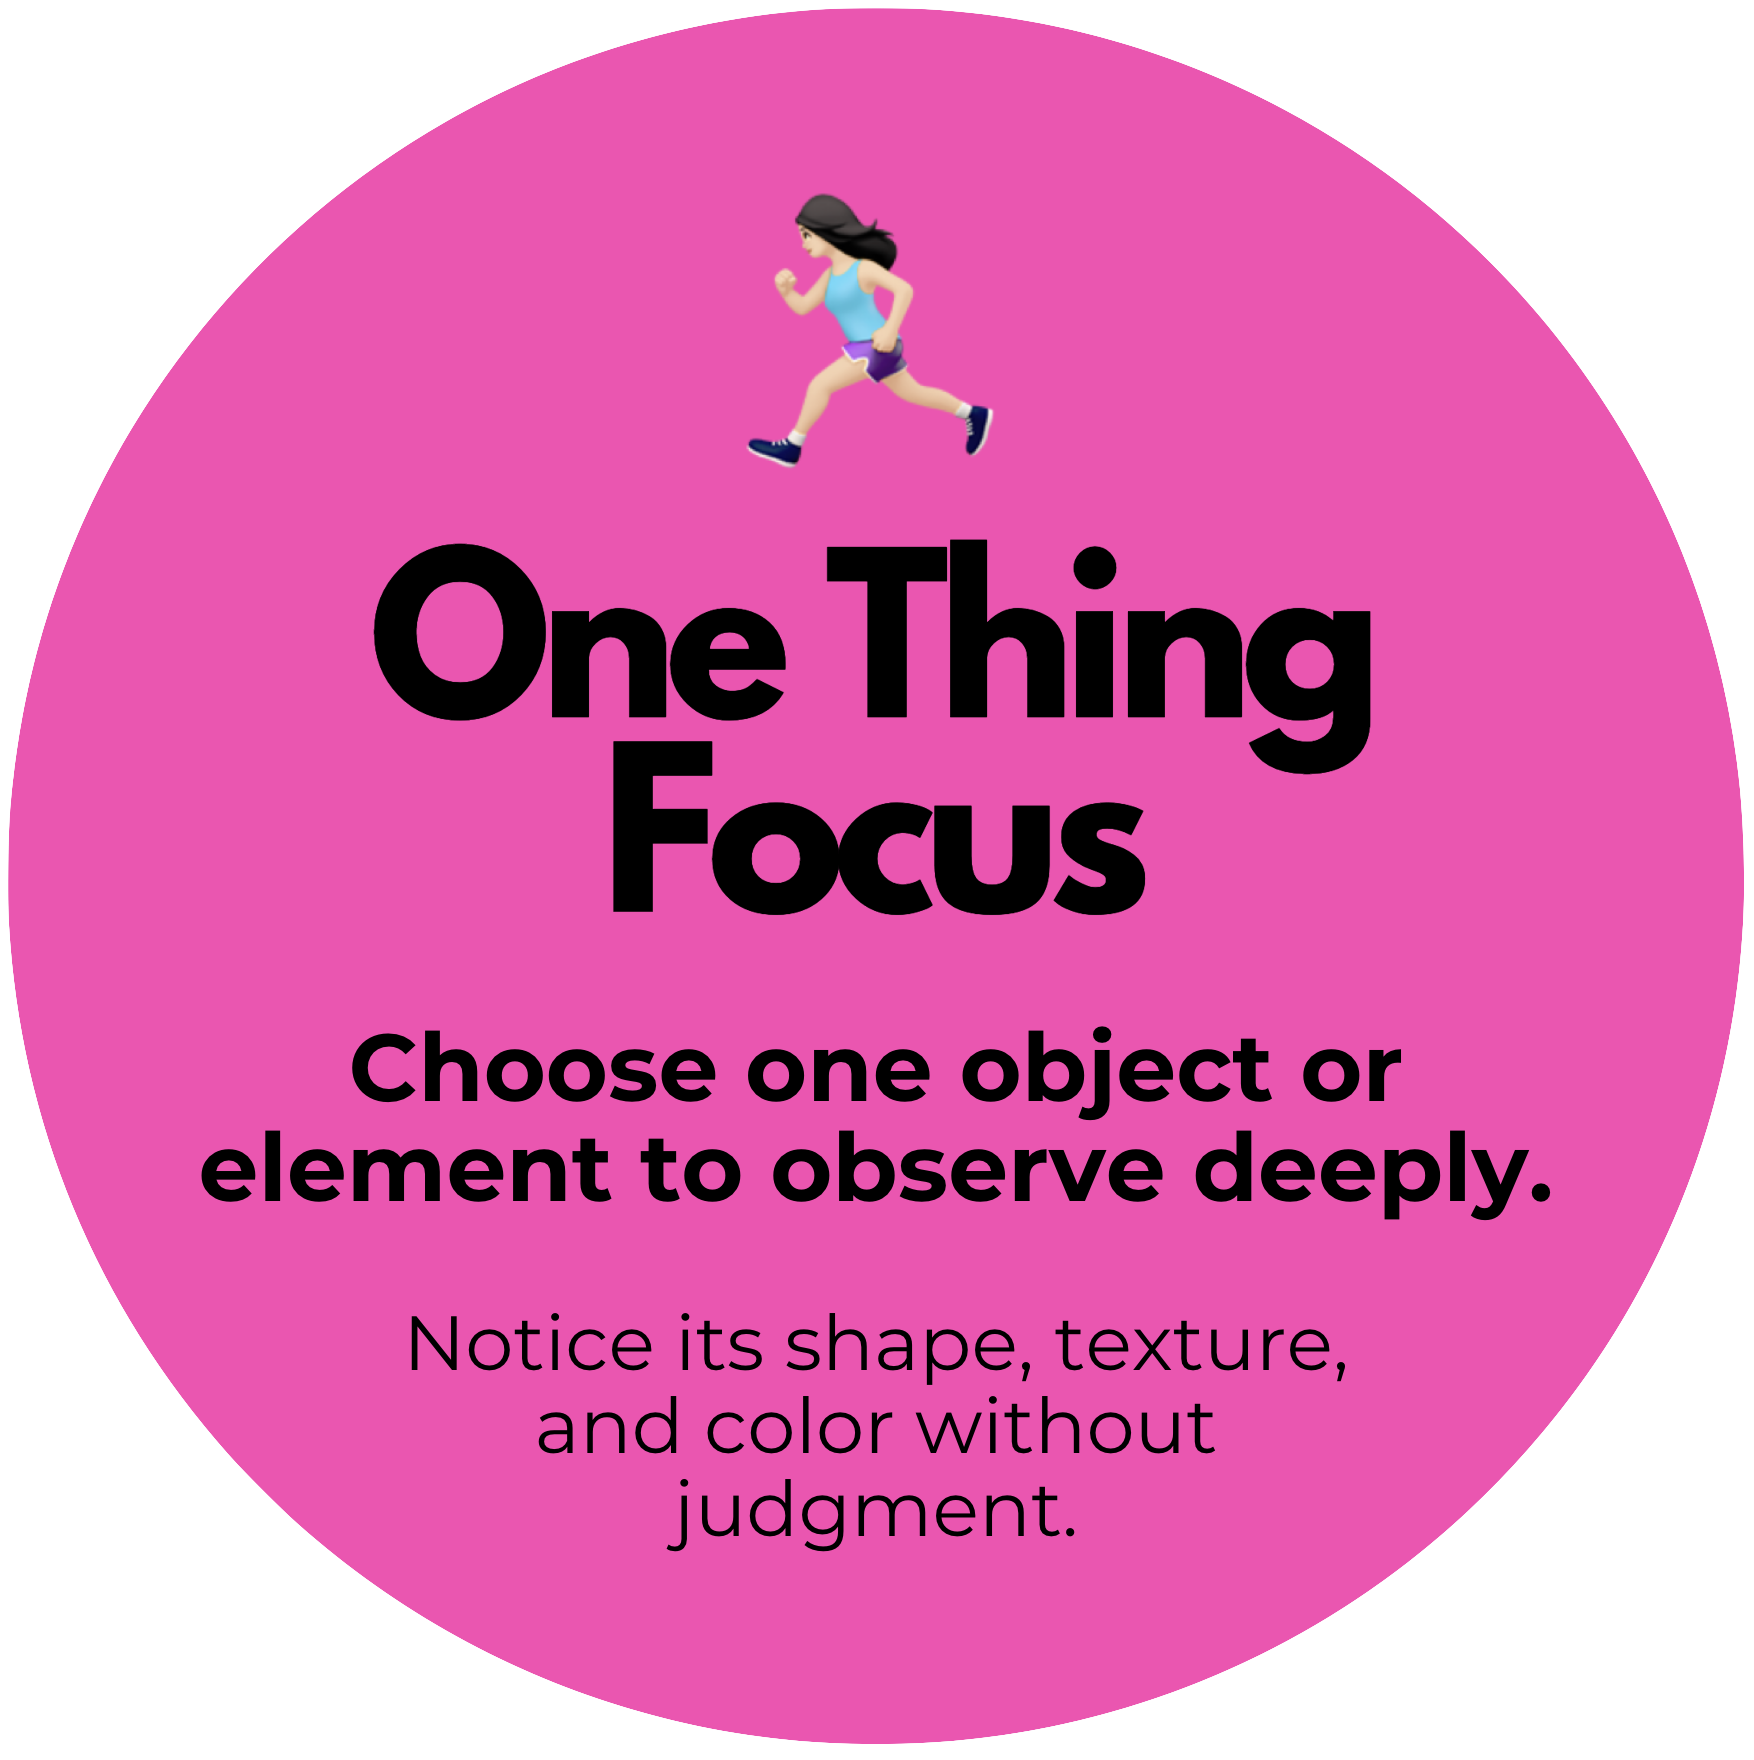 One Thing
Focus
Choose one object or
element to observe deeply.
Notice its shape, texture,
and color without
judgment.